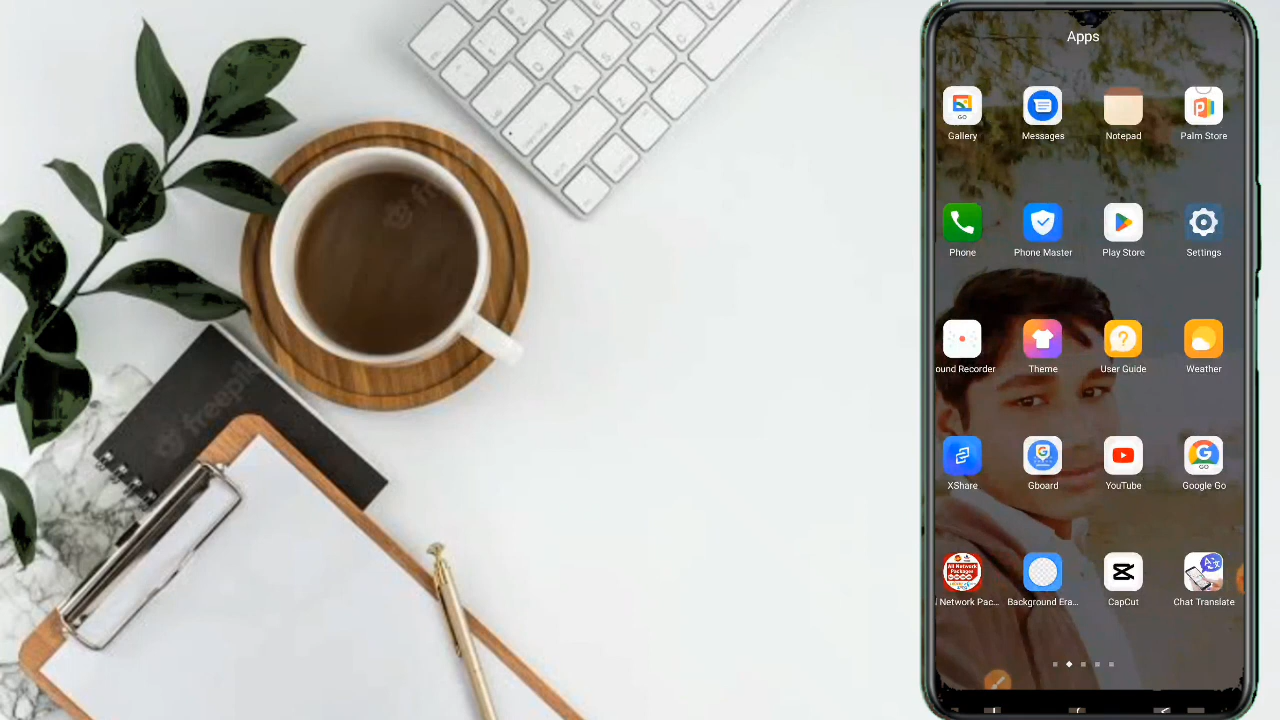 Apps
Gallery Messages Notepad Palm Store
Phone Phone Master Play Store Settings
ound Recorder Theme User Guide Weather
XShare Gboard YouTube Google Go
Network Pac... Background Era... CapCut Chat Translate